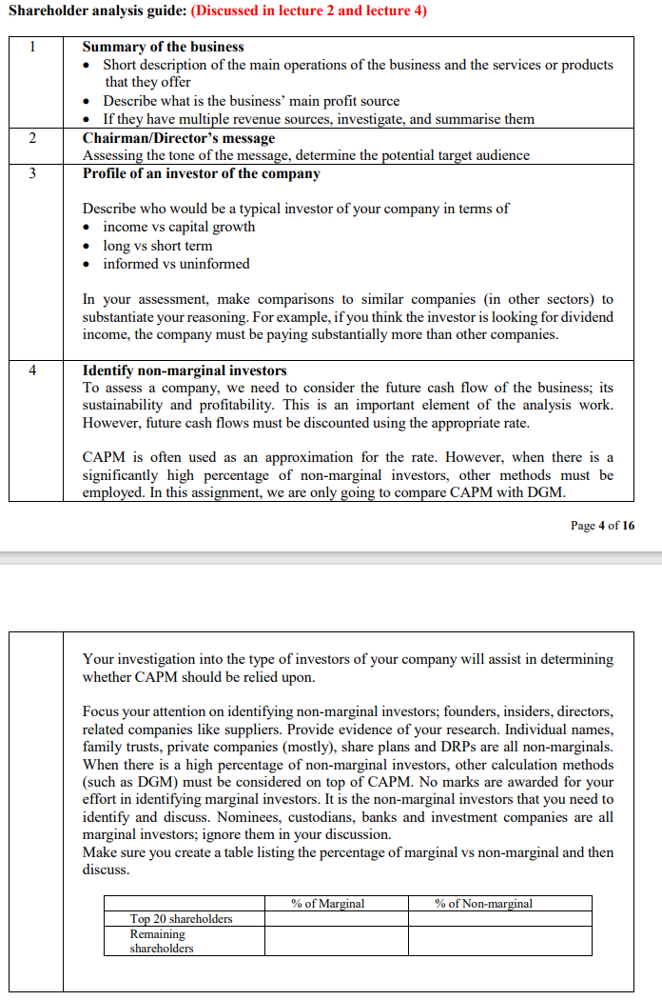 Shareholder analysis guide: (Discussed in lecture 2 and lecture 4)
1
Summary of the business
• Short description of the main operations of the business and the services or products
that they offer
• Describe what is the business' main profit source
• If they have multiple revenue sources, investigate, and summarise them
2
Chairman/Director's message
Assessing the tone of the message, determine the potential target audience
3
Profile of an investor of the company
Describe who would be a typical investor of your company in terms of
• income vs capital growth
• long vs short term
• informed vs uninformed
In your assessment, make comparisons to similar companies (in other sectors) to
substantiate your reasoning. For example, if you think the investor is looking for dividend
income, the company must be paying substantially more than other companies.
4
Identify non-marginal investors
To assess a company, we need to consider the future cash flow of the business; its
sustainability and profitability. This is an important element of the analysis work.
However, future cash flows must be discounted using the appropriate rate.
CAPM is often used as an approximation for the rate. However, when there is a
significantly high percentage of non-marginal investors, other methods must be
employed. In this assignment, we are only going to compare CAPM with DGM.
Page 4 of 16
Your investigation into the type of investors of your company will assist in determining
whether CAPM should be relied upon.
Focus your attention on identifying non-marginal investors; founders, insiders, directors,
related companies like suppliers. Provide evidence of your research. Individual names,
family trusts, private companies (mostly), share plans and DRPs are all non-marginals.
When there is a high percentage of non-marginal investors, other calculation methods
(such as DGM) must be considered on top of CAPM. No marks are awarded for your
effort in identifying marginal investors. It is the non-marginal investors that you need to
identify and discuss. Nominees, custodians, banks and investment companies are all
marginal investors; ignore them in your discussion.
Make sure you create a table listing the percentage of marginal vs non-marginal and then
discuss.
% of Marginal % of Non-marginal
Top 20 shareholders
Remaining
shareholders